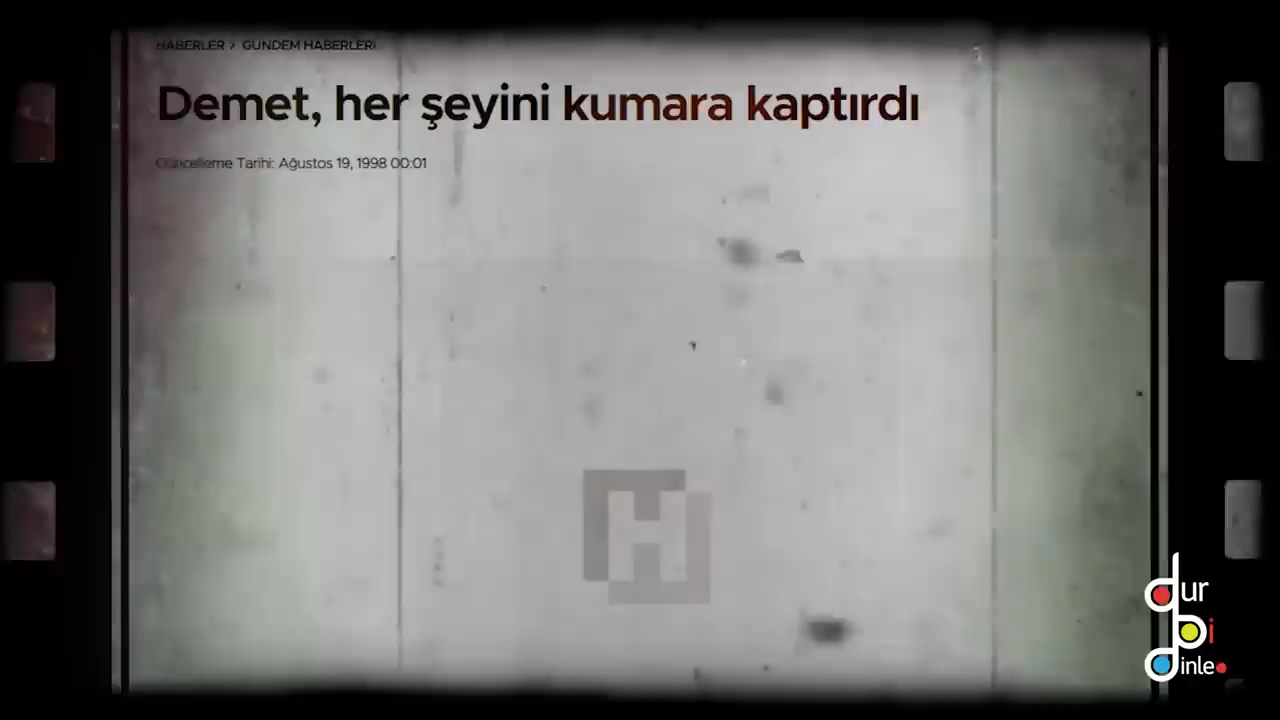 HABERLER > GÜNDEM HABERLERİ
Demet, her şeyini kumara kaptırdı
Güncelleme Tarihi: Ağustos 19, 1998 00:01
H
dur
bi
dinle